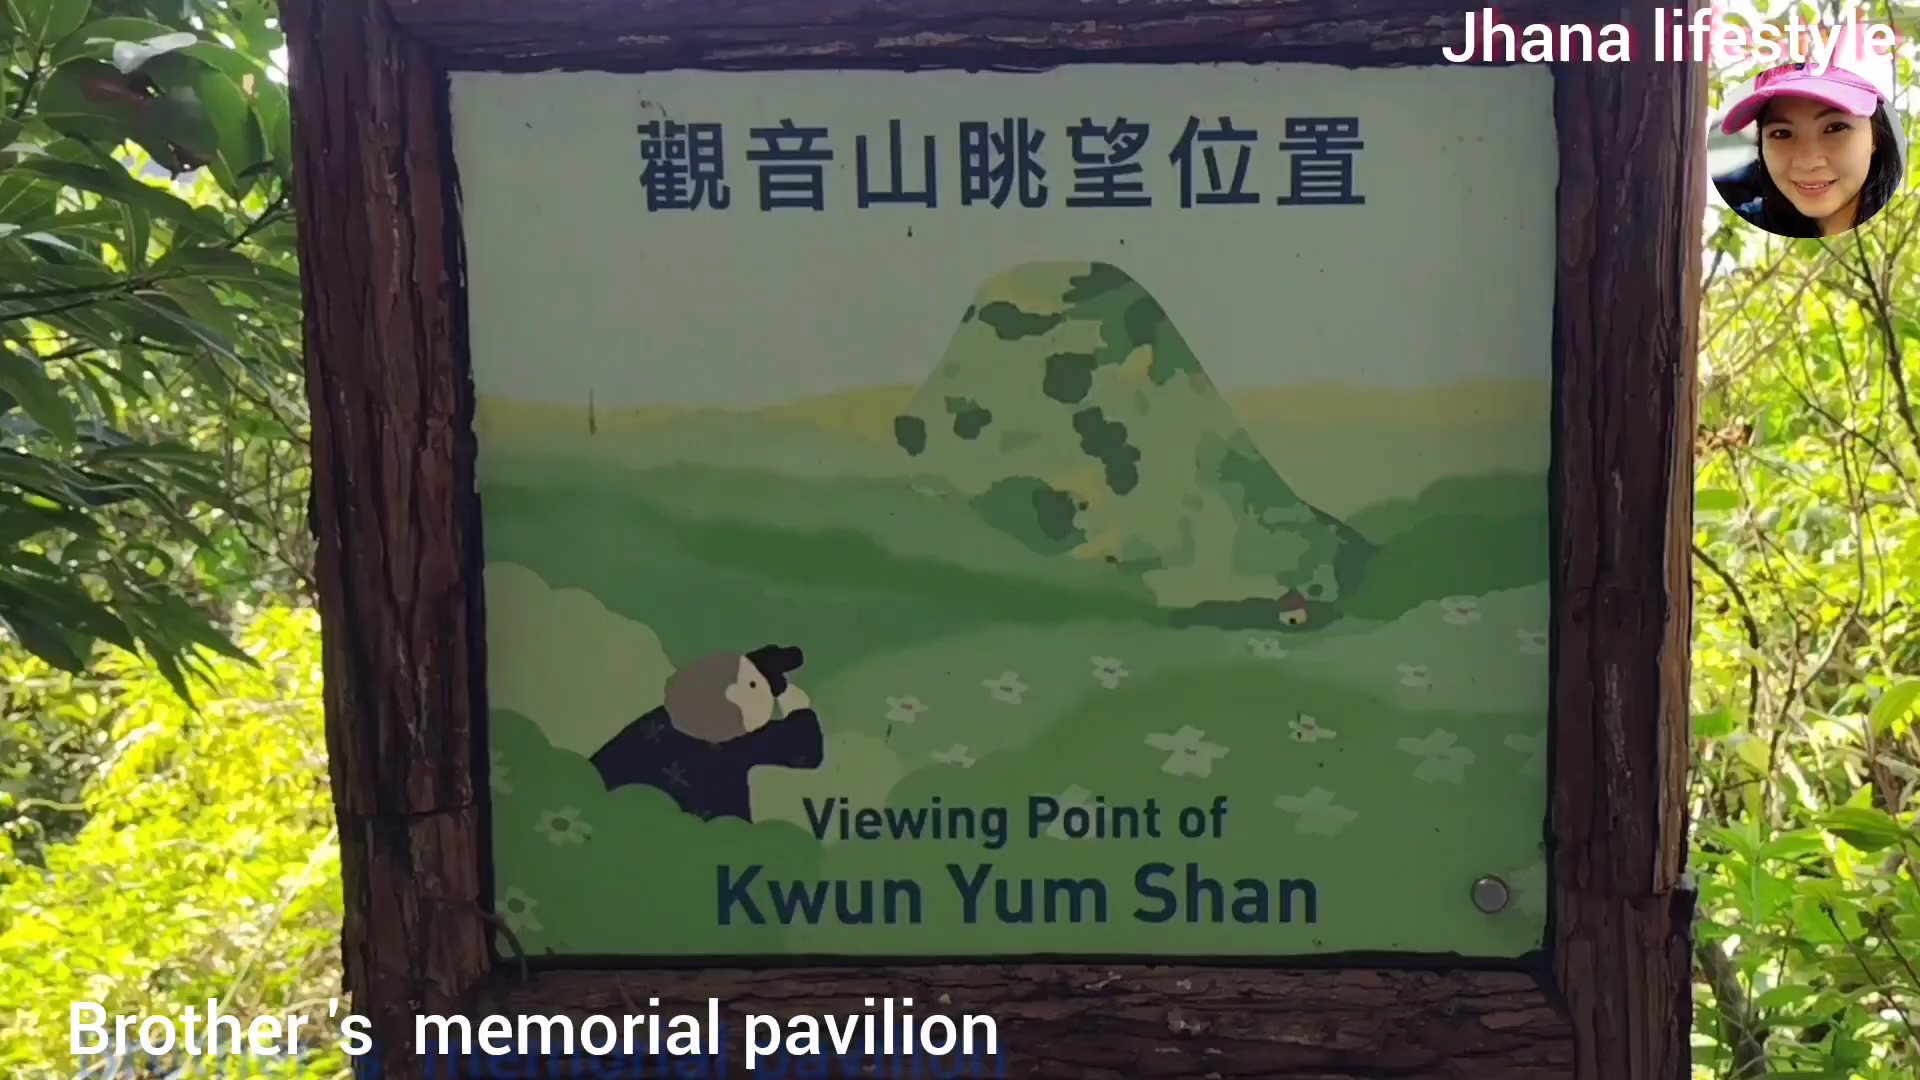 Jhana lifestyle
觀音山眺望位置
Viewing Point of
Kwun Yum Shan
Brother 's memorial pavilion